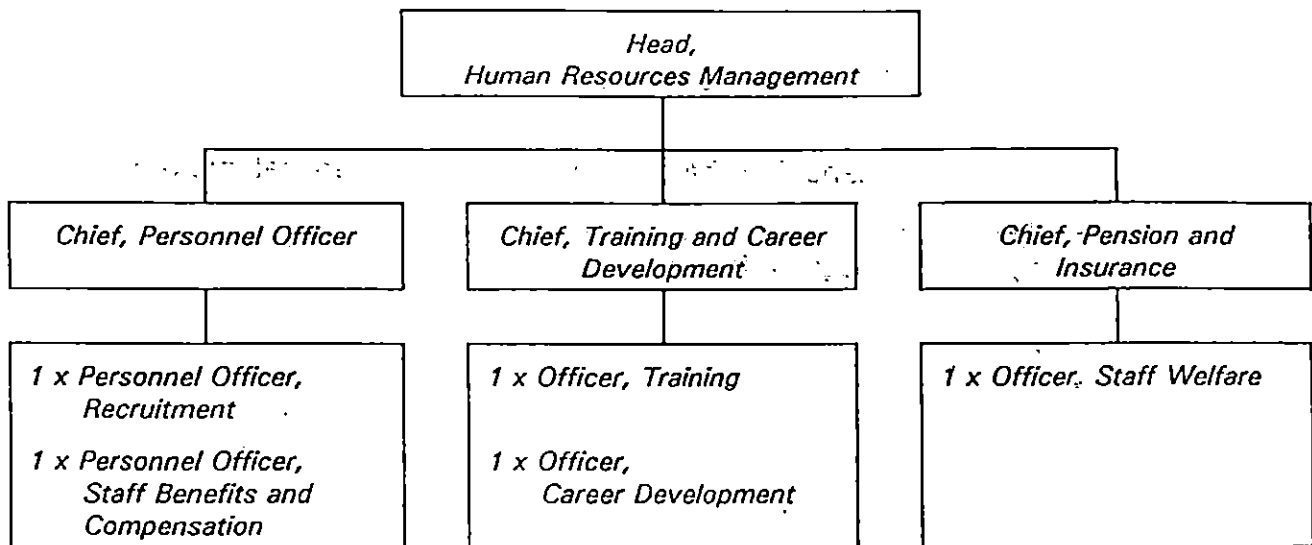 Head,
Human Resources Management
Chief, Personnel Officer
Chief, Training and Career
Development
Chief, Pension and
Insurance
1 x Personnel Officer,
Recruitment
1 x Personnel Officer,
Staff Benefits and
Compensation
1 x Officer, Training
1 x Officer,
Career Development
1 x Officer, Staff Welfare